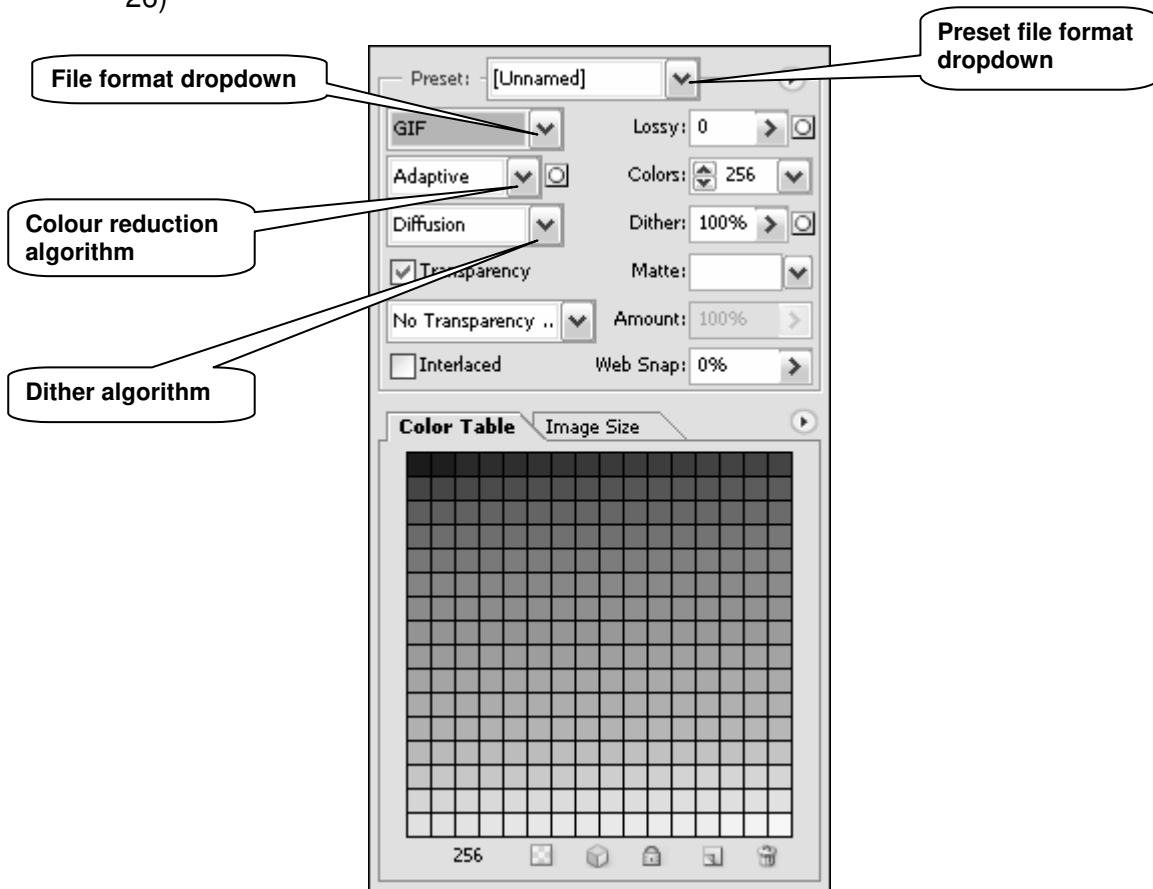 26)
Preset file format
dropdown
File format dropdown
Preset: [Unnamed]
GIF Lossy: 0
Adaptive Colors: 256
Colour reduction
algorithm
Diffusion Dither: 100%
Transparency Matte:
No Transparency .. Amount: 100%
Interlaced Web Snap: 0%
Dither algorithm
Color Table Image Size
256